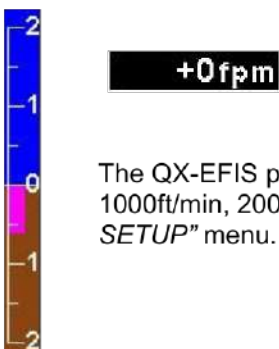 2
1
0
1
2
+0fpm
The QX-EFIS p
1000ft/min, 200
SETUP" menu.